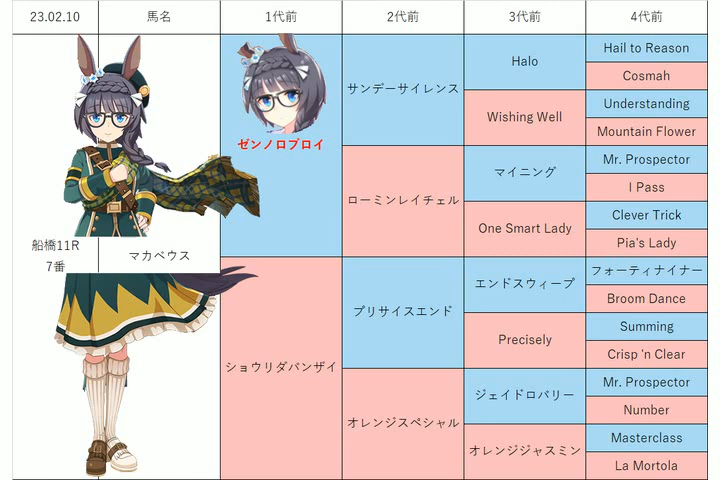 23.02.10 馬名 1代前 2代前 3代前 4代前
船橋11R
7番
マカベウス
ゼンノロブロイ
ショウリダバンザイ
サンデーサイレンス
ローミンレイチェル
プリサイスエンド
オレンジスペシャル
Halo
Wishing Well
マイニング
One Smart Lady
エンドスウィープ
Precisely
ジェイドロバリー
オレンジジャスミン
Hail to Reason
Cosmah
Understanding
Mountain Flower
Mr. Prospector
I Pass
Clever Trick
Pia's Lady
フォーティナイナー
Broom Dance
Summing
Crisp 'n Clear
Mr. Prospector
Number
Masterclass
La Mortola